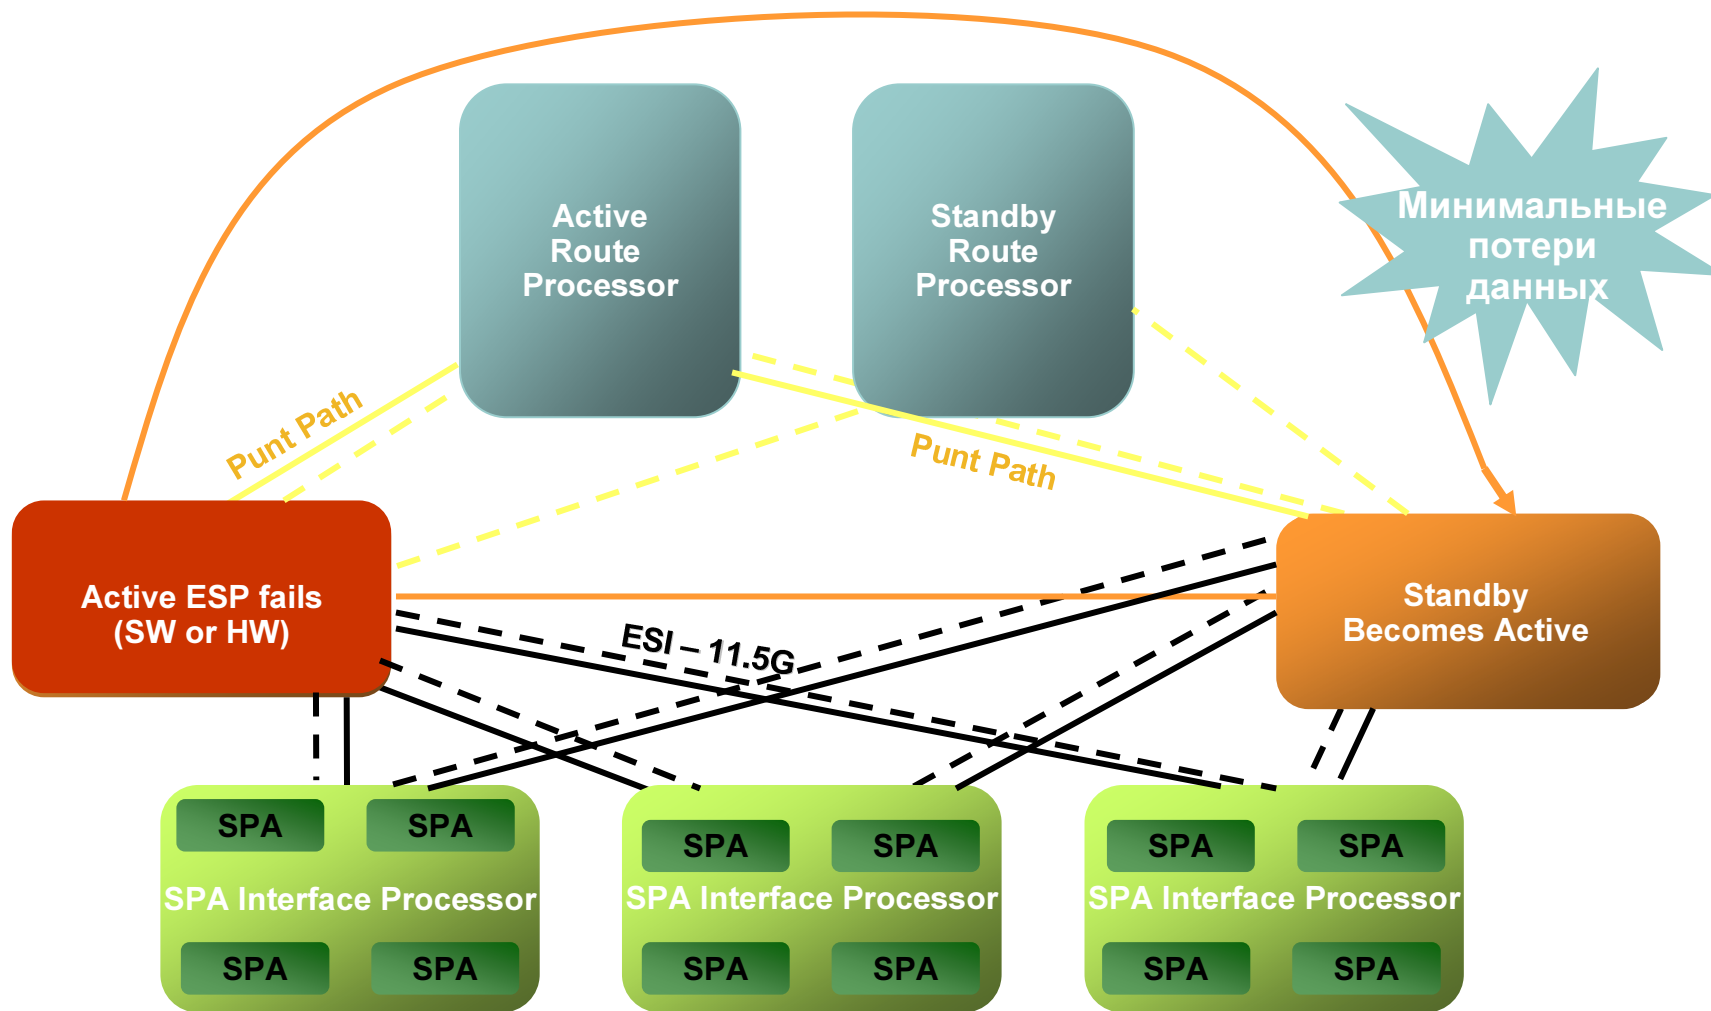 Active
Route
Processor
Standby
Route
Processor
Минимальные
потери
данных
Punt Path
Punt Path
Active ESP fails
(SW or HW)
Standby
Becomes Active
ESI – 11.5G
SPA
SPA
SPA Interface Processor
SPA
SPA
SPA
SPA
SPA Interface Processor
SPA
SPA
SPA
SPA
SPA Interface Processor
SPA
SPA